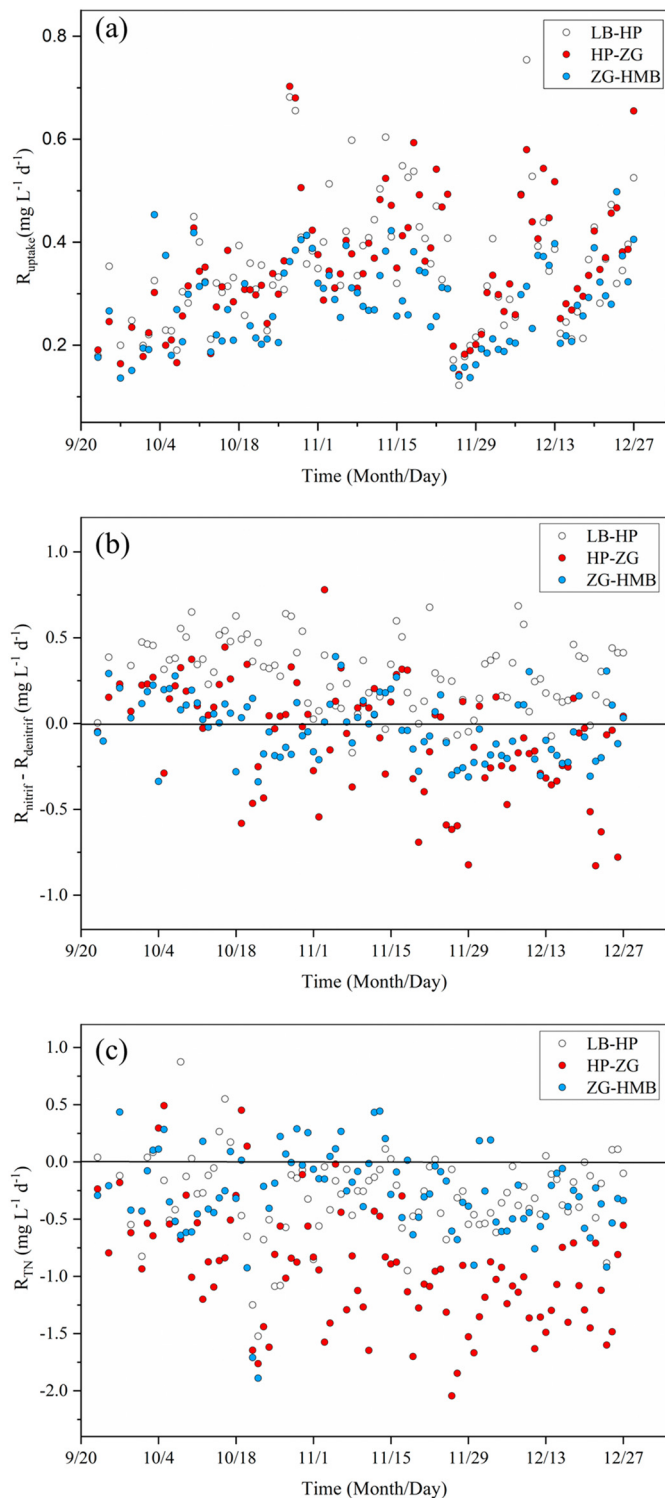 (a)
LB-HP
HP-ZG
ZG-HMB
0.8
0.6
0.4
0.2
R_uptake(mg L⁻¹ d⁻¹)
9/20 10/4 10/18 11/1 11/15 11/29 12/13 12/27
Time (Month/Day)
(b)
LB-HP
HP-ZG
ZG-HMB
1.0
0.5
0.0
-0.5
-1.0
R_nitrif - R_denitrif (mg L⁻¹ d⁻¹)
9/20 10/4 10/18 11/1 11/15 11/29 12/13 12/27
Time (Month/Day)
(c)
LB-HP
HP-ZG
ZG-HMB
1.0
0.5
0.0
-0.5
-1.0
-1.5
-2.0
R_TN (mg L⁻¹ d⁻¹)
9/20 10/4 10/18 11/1 11/15 11/29 12/13 12/27
Time (Month/Day)